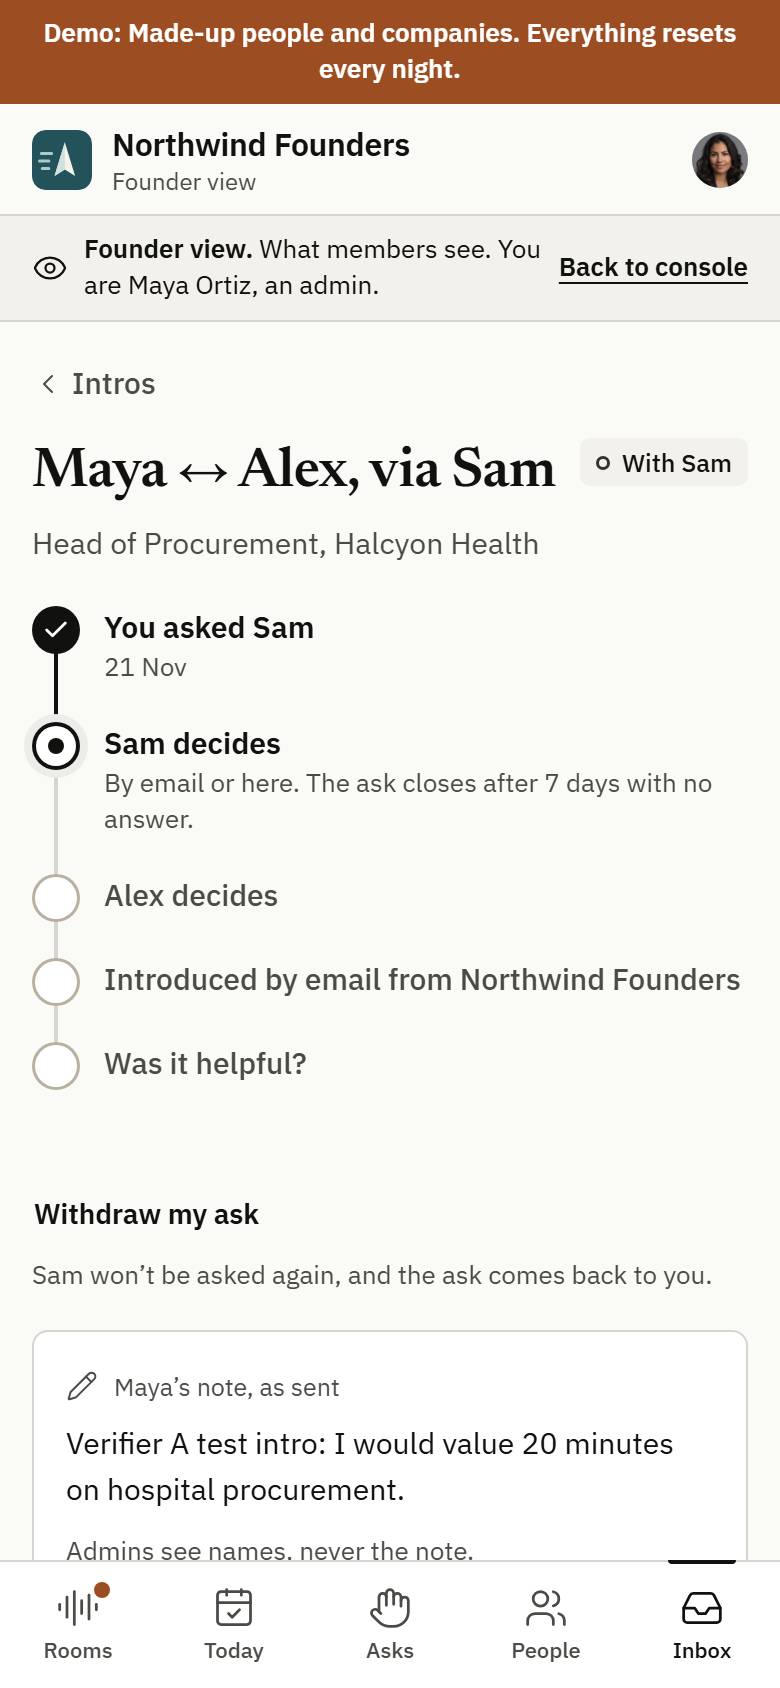 Demo: Made-up people and companies. Everything resets
every night.
Northwind Founders
Founder view
Founder view. What members see. You
are Maya Ortiz, an admin.
Back to console
Intros
Maya ↔ Alex, via Sam
With Sam
Head of Procurement, Halcyon Health
You asked Sam
21 Nov
Sam decides
By email or here. The ask closes after 7 days with no
answer.
Alex decides
Introduced by email from Northwind Founders
Was it helpful?
Withdraw my ask
Sam won’t be asked again, and the ask comes back to you.
Maya’s note, as sent
Verifier A test intro: I would value 20 minutes
on hospital procurement.
Admins see names, never the note.
Rooms
Today
Asks
People
Inbox